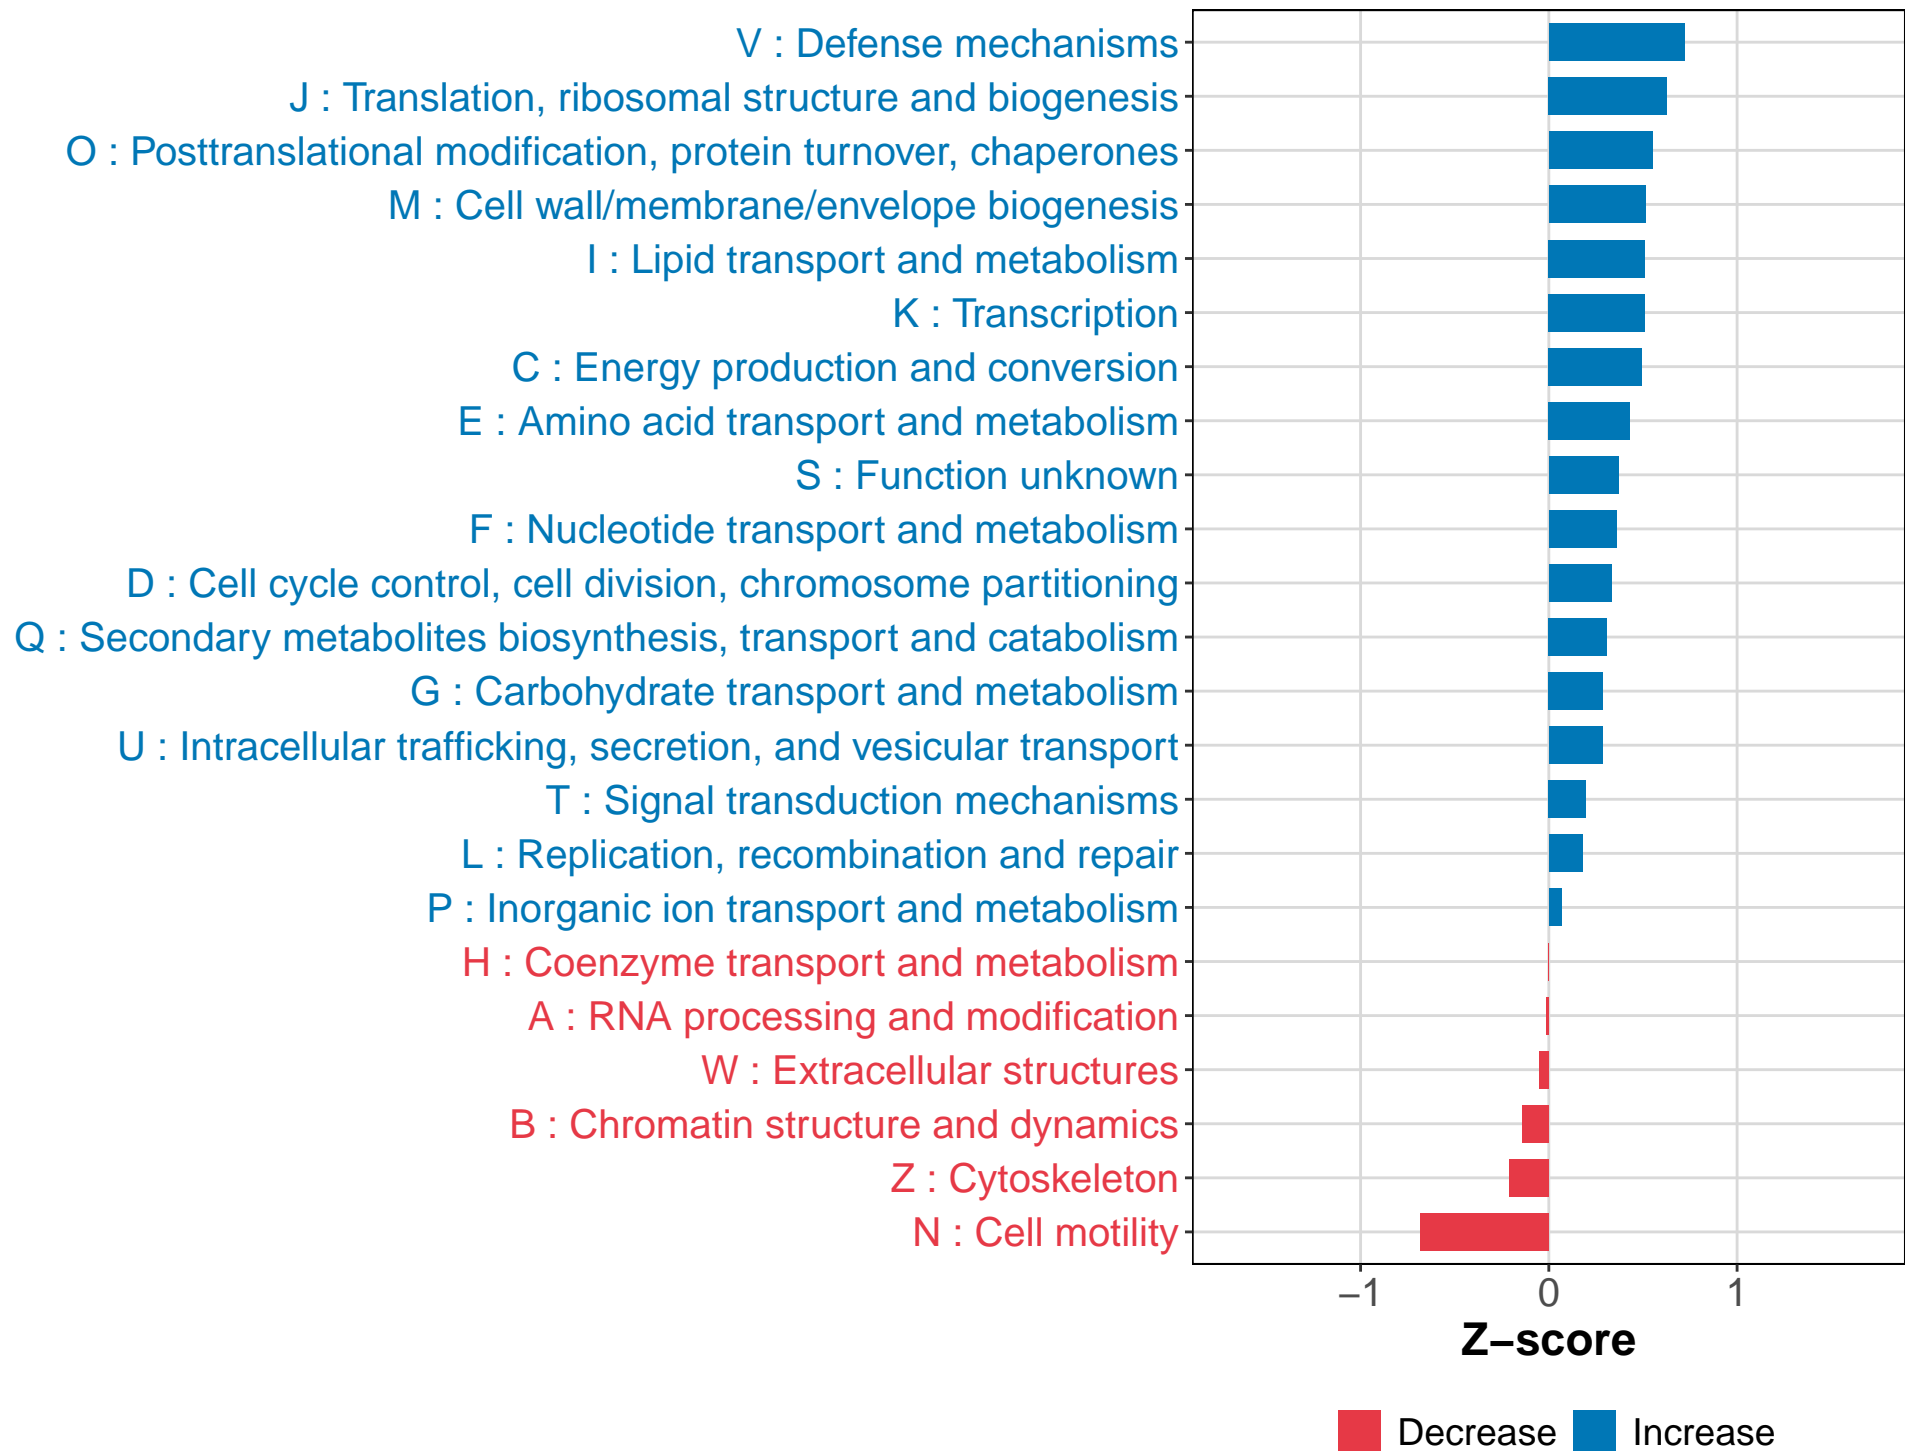 V : Defense mechanisms
J : Translation, ribosomal structure and biogenesis
O : Posttranslational modification, protein turnover, chaperones
M : Cell wall/membrane/envelope biogenesis
I : Lipid transport and metabolism
K : Transcription
C : Energy production and conversion
E : Amino acid transport and metabolism
S : Function unknown
F : Nucleotide transport and metabolism
D : Cell cycle control, cell division, chromosome partitioning
Q : Secondary metabolites biosynthesis, transport and catabolism
G : Carbohydrate transport and metabolism
U : Intracellular trafficking, secretion, and vesicular transport
T : Signal transduction mechanisms
L : Replication, recombination and repair
P : Inorganic ion transport and metabolism
H : Coenzyme transport and metabolism
A : RNA processing and modification
W : Extracellular structures
B : Chromatin structure and dynamics
Z : Cytoskeleton
N : Cell motility
−1 0 1
Z−score
Decrease Increase